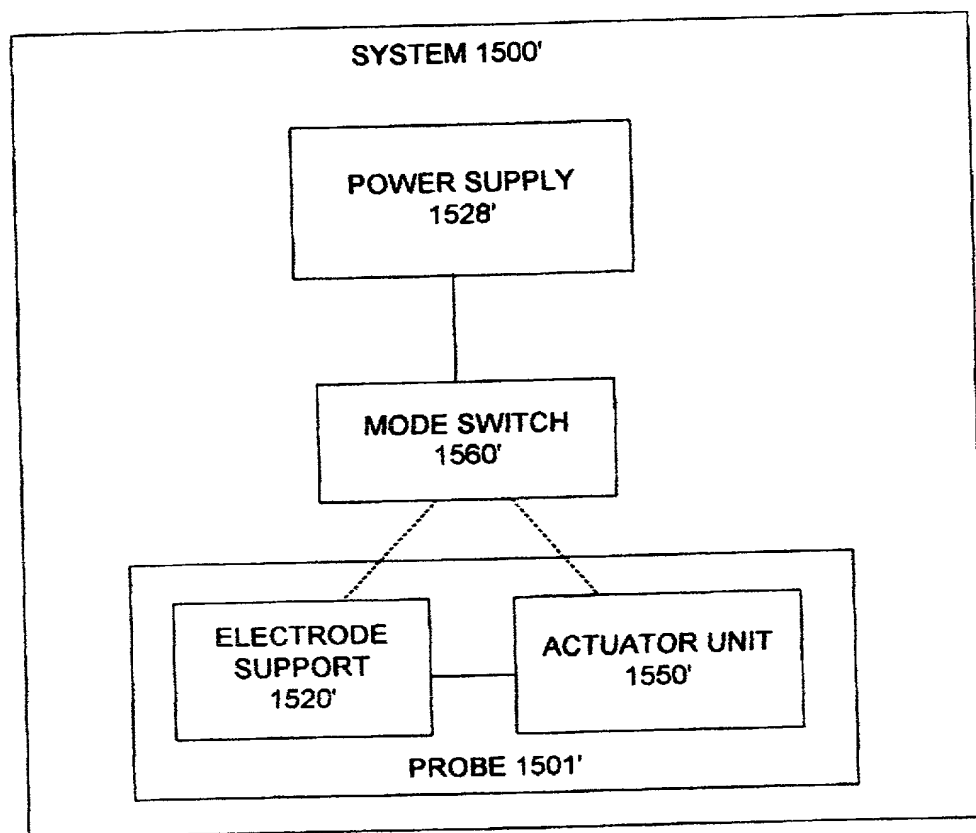 SYSTEM 1500'
POWER SUPPLY
1528'
MODE SWITCH
1560'
ELECTRODE
SUPPORT
1520'
ACTUATOR UNIT
1550'
PROBE 1501'